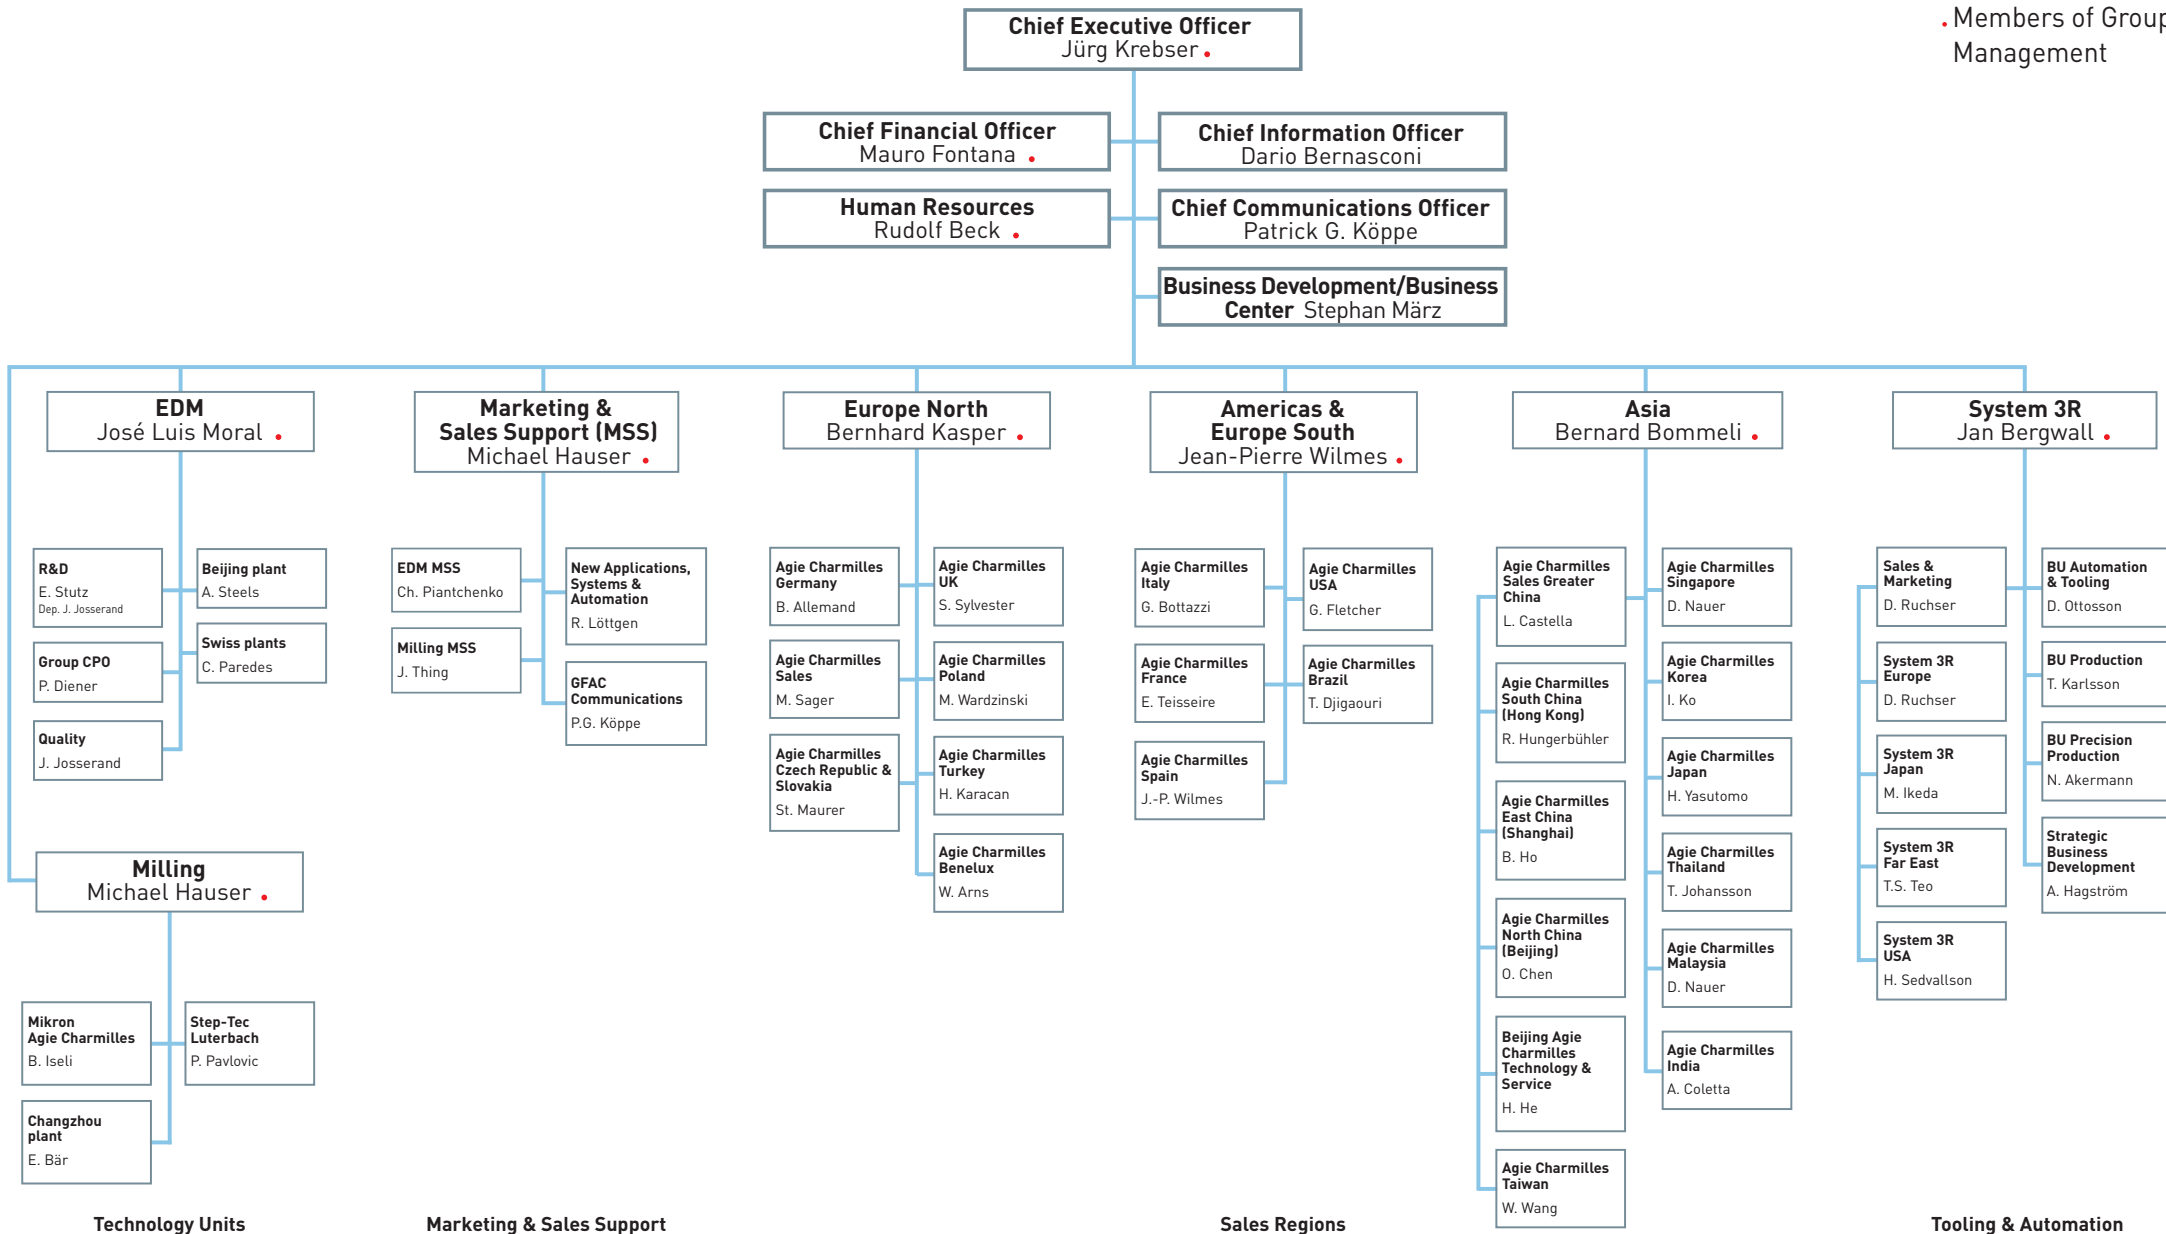 Chief Executive Officer
Jürg Krebser .
. Members of Group
Management
Chief Financial Officer
Mauro Fontana .
Chief Information Officer
Dario Bernasconi
Human Resources
Rudolf Beck .
Chief Communications Officer
Patrick G. Köppe
Business Development/Business
Center Stephan März
EDM
José Luis Moral .
R&D
E. Stutz
Dep. J. Josserand
Beijing plant
A. Steels
Group CPO
P. Diener
Swiss plants
C. Paredes
Quality
J. Josserand
Milling
Michael Hauser .
Mikron
Agie Charmilles
B. Iseli
Step-Tec
Luterbach
P. Pavlovic
Changzhou
plant
E. Bär
Technology Units
Marketing &
Sales Support (MSS)
Michael Hauser .
EDM MSS
Ch. Piantchenko
New Applications,
Systems &
Automation
R. Löttgen
Milling MSS
J. Thing
GFAC
Communications
P.G. Köppe
Marketing & Sales Support
Europe North
Bernhard Kasper .
Agie Charmilles
Germany
B. Allemand
Agie Charmilles
UK
S. Sylvester
Agie Charmilles
Sales
M. Sager
Agie Charmilles
Poland
M. Wardzinski
Agie Charmilles
Czech Republic &
Slovakia
St. Maurer
Agie Charmilles
Turkey
H. Karacan
Agie Charmilles
Benelux
W. Arns
Americas &
Europe South
Jean-Pierre Wilmes .
Agie Charmilles
Italy
G. Bottazzi
Agie Charmilles
USA
G. Fletcher
Agie Charmilles
France
E. Teisseire
Agie Charmilles
Brazil
T. Djigaouri
Agie Charmilles
Spain
J.-P. Wilmes
Sales Regions
Asia
Bernard Bommeli .
Agie Charmilles
Sales Greater
China
L. Castella
Agie Charmilles
South China
(Hong Kong)
R. Hungerbühler
Agie Charmilles
East China
(Shanghai)
B. Ho
Agie Charmilles
North China
(Beijing)
O. Chen
Beijing Agie
Charmilles
Technology &
Service
H. He
Agie Charmilles
Taiwan
W. Wang
Agie Charmilles
Singapore
D. Nauer
Agie Charmilles
Korea
I. Ko
Agie Charmilles
Japan
H. Yasutomo
Agie Charmilles
Thailand
T. Johansson
Agie Charmilles
Malaysia
D. Nauer
Agie Charmilles
India
A. Coletta
System 3R
Jan Bergwall .
Sales &
Marketing
D. Ruchser
System 3R
Europe
D. Ruchser
System 3R
Japan
M. Ikeda
System 3R
Far East
T.S. Teo
System 3R
USA
H. Sedvallson
BU Automation
& Tooling
D. Ottosson
BU Production
T. Karlsson
BU Precision
Production
N. Akermann
Strategic
Business
Development
A. Hagström
Tooling & Automation